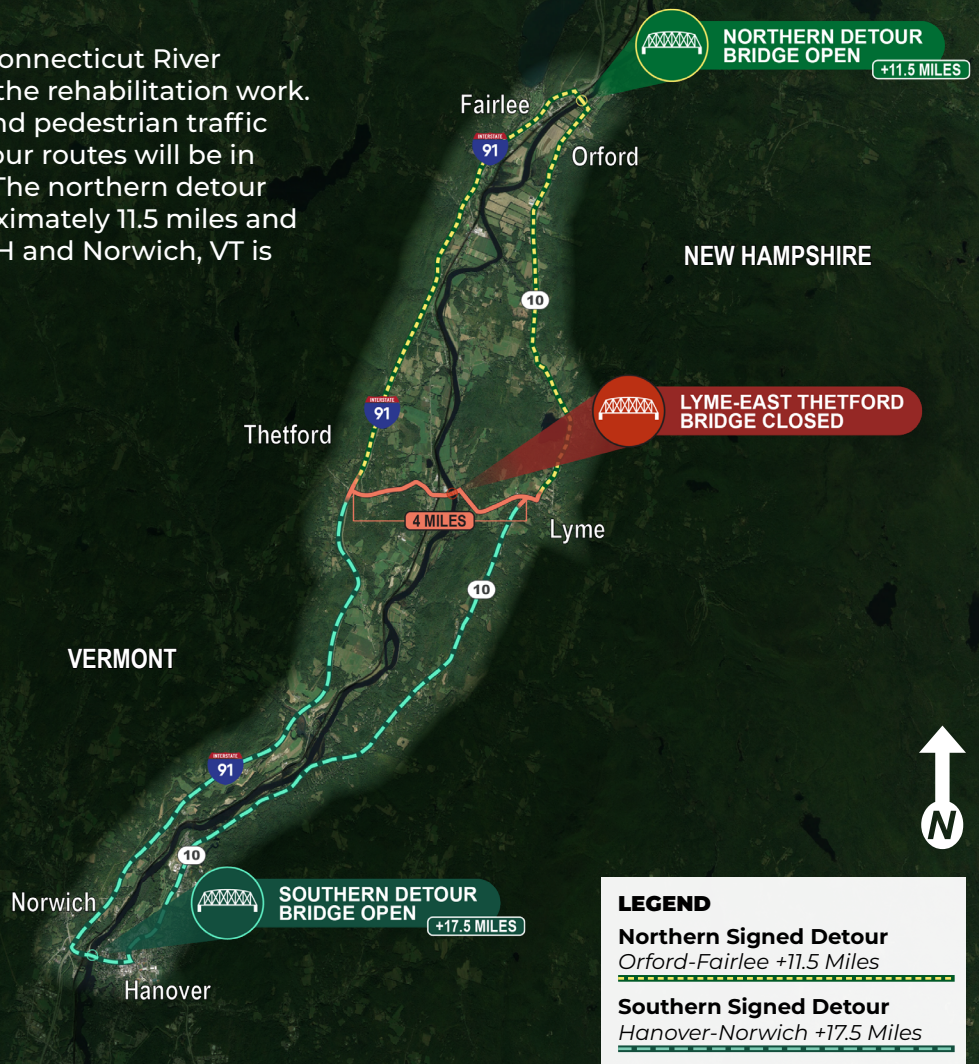 onnecticut River
the rehabilitation work.
nd pedestrian traffic
our routes will be in
The northern detour
ximately 11.5 miles and
H and Norwich, VT is
NORTHERN DETOUR
BRIDGE OPEN
+11.5 MILES
Fairlee
INTERSTATE
91
Orford
NEW HAMPSHIRE
10
LYME-EAST THETFORD
BRIDGE CLOSED
INTERSTATE
91
Thetford
4 MILES
Lyme
10
VERMONT
INTERSTATE
91
N
10
Norwich
SOUTHERN DETOUR
BRIDGE OPEN
+17.5 MILES
Hanover
LEGEND
Northern Signed Detour
Orford-Fairlee +11.5 Miles
Southern Signed Detour
Hanover-Norwich +17.5 Miles